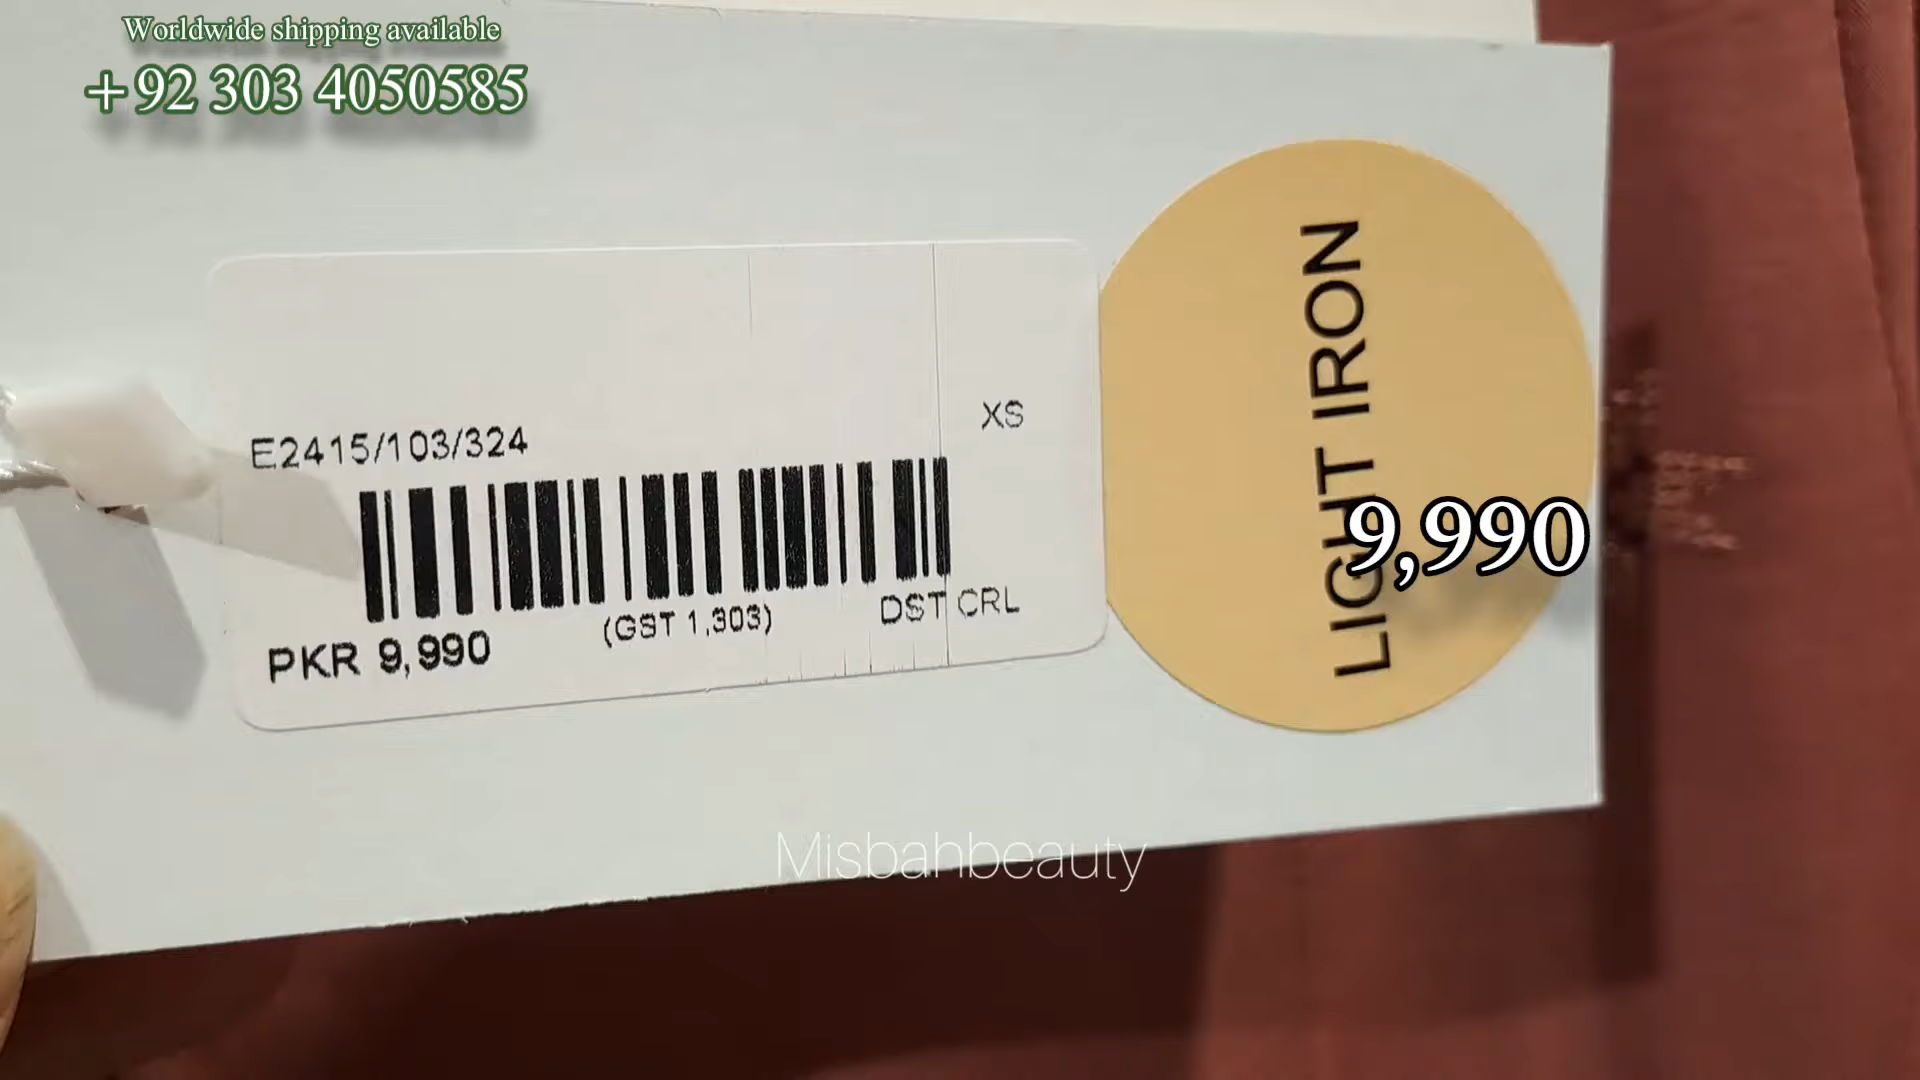 Worldwide shipping available
+92 303 4050585
XS
E2415/103/324
PKR 9,990
(GST 1,303)
DST CRL
LIGHT IRON
9,990
Misbahbeauty